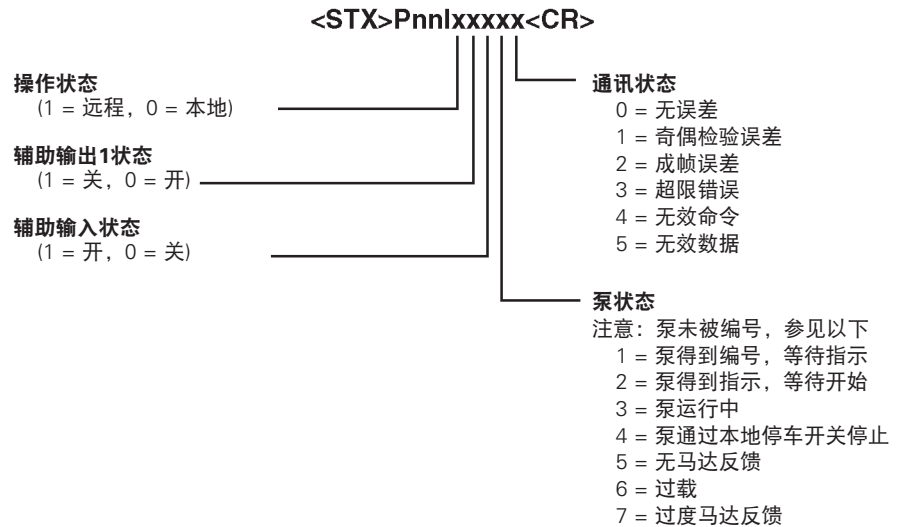 <STX>PnnIxxxxx<CR>
操作状态
(1 = 远程，0 = 本地)
辅助输出1状态
(1 = 关，0 = 开)
辅助输入状态
(1 = 开，0 = 关)
通讯状态
0 = 无误差
1 = 奇偶检验误差
2 = 成帧误差
3 = 超限错误
4 = 无效命令
5 = 无效数据
泵状态
注意：泵未被编号，参见以下
1 = 泵得到编号，等待指示
2 = 泵得到指示，等待开始
3 = 泵运行中
4 = 泵通过本地停车开关停止
5 = 无马达反馈
6 = 过载
7 = 过度马达反馈